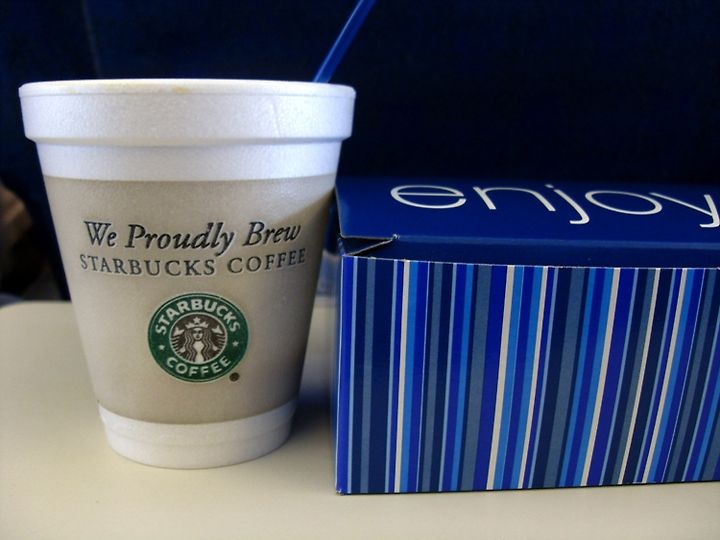 We Proudly Brew
STARBUCKS COFFEE
STARBUCKS
COFFEE
®
enjoy